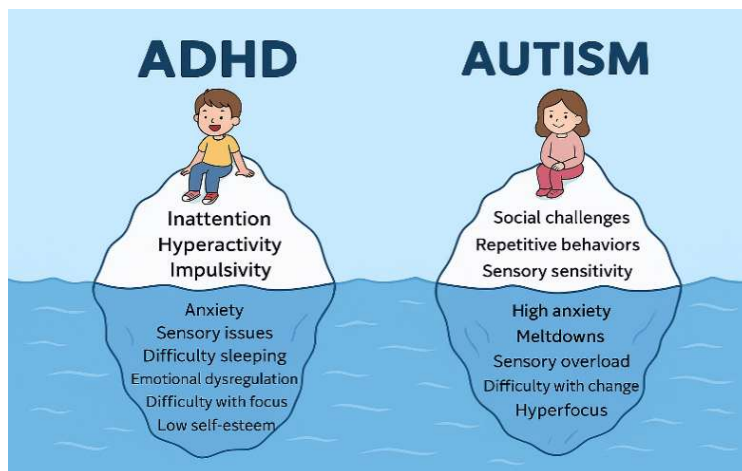 ADHD
Inattention
Hyperactivity
Impulsivity
Anxiety
Sensory issues
Difficulty sleeping
Emotional dysregulation
Difficulty with focus
Low self-esteem
AUTISM
Social challenges
Repetitive behaviors
Sensory sensitivity
High anxiety
Meltdowns
Sensory overload
Difficulty with change
Hyperfocus